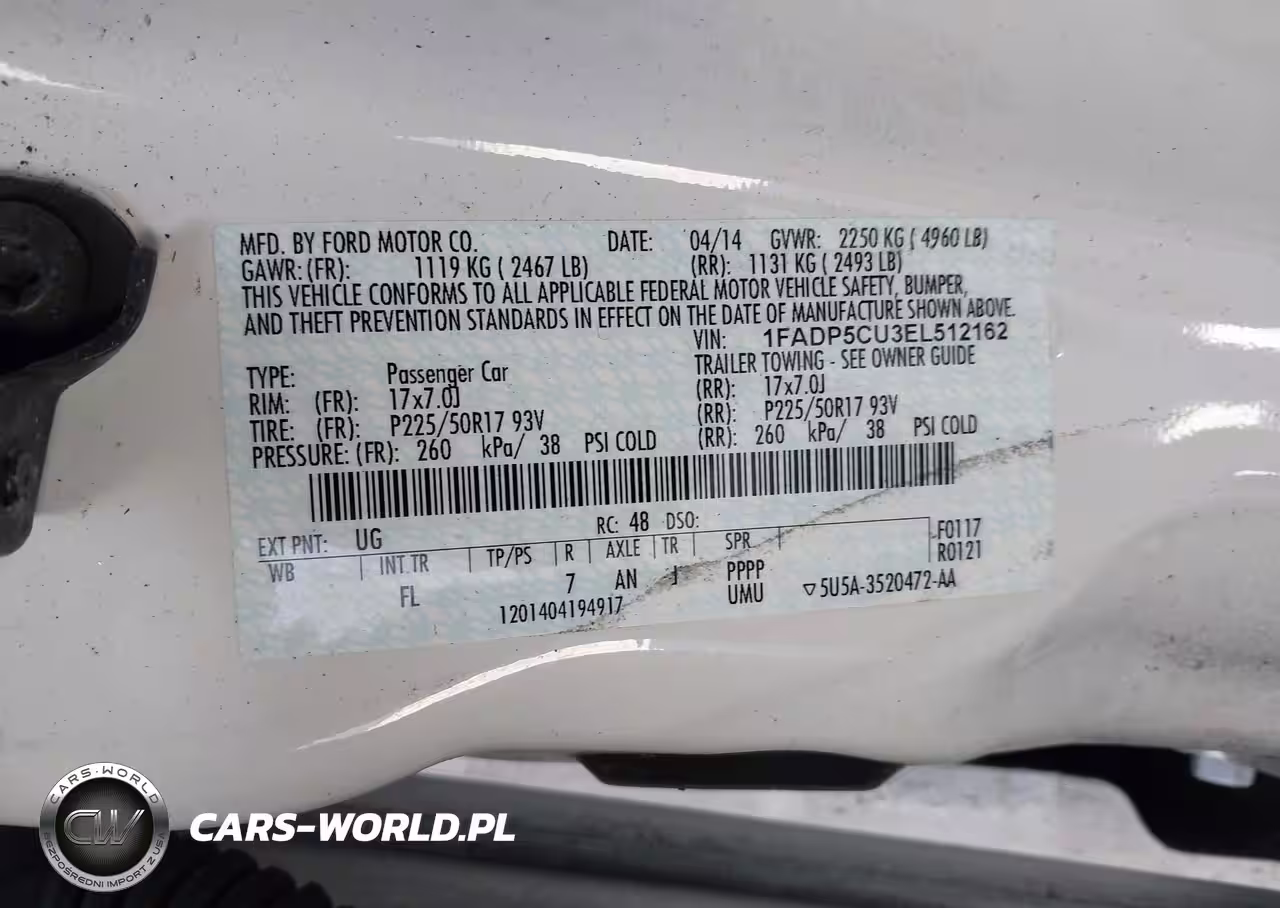 MFD. BY FORD MOTOR CO. DATE: 04/14 GVWR: 2250 KG ( 4960 LB)
GAWR: (FR): 1119 KG ( 2467 LB) (RR): 1131 KG ( 2493 LB)
THIS VEHICLE CONFORMS TO ALL APPLICABLE FEDERAL MOTOR VEHICLE SAFETY, BUMPER,
AND THEFT PREVENTION STANDARDS IN EFFECT ON THE DATE OF MANUFACTURE SHOWN ABOVE.
VIN: 1FADP5CU3EL512162
TYPE: Passenger Car TRAILER TOWING - SEE OWNER GUIDE
RIM: (FR): 17x7.0J (RR): 17x7.0J
TIRE: (FR): P225/50R17 93V (RR): P225/50R17 93V
PRESSURE: (FR): 260 kPa/ 38 PSI COLD (RR): 260 kPa/ 38 PSI COLD
EXT PNT: UG RC: 48 DSO:
WB INT TR TP/PS R AXLE TR SPR F0117
R0121
FL 7 AN J PPPP
1201404194917 UMU ▽5U5A-3520472-AA
CARS-WORLD
CW
BEZPOŚREDNI IMPORT Z USA
CARS-WORLD.PL